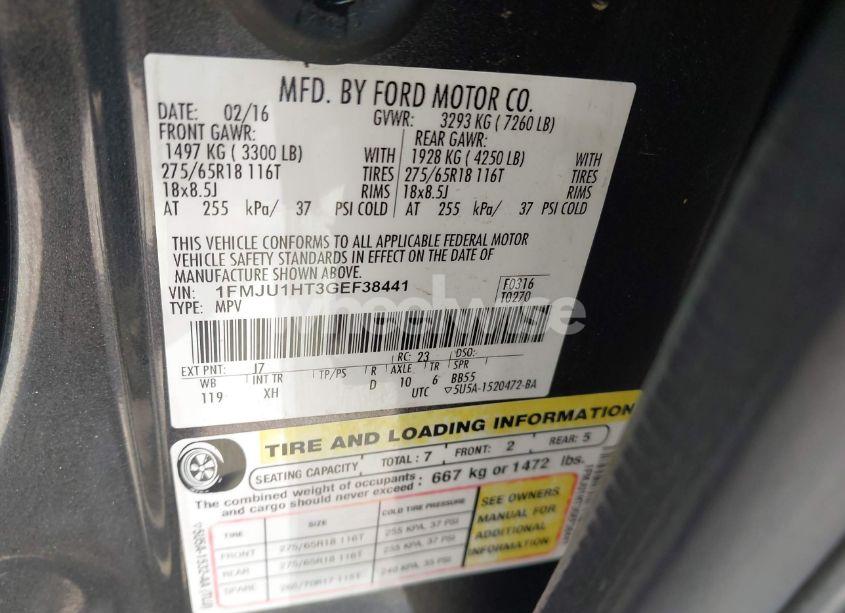 MFD. BY FORD MOTOR CO.
DATE: 02/16 GVWR: 3293 KG ( 7260 LB)
FRONT GAWR: REAR GAWR:
1497 KG ( 3300 LB) WITH 1928 KG ( 4250 LB) WITH
275/65R18 116T TIRES 275/65R18 116T TIRES
18x8.5J RIMS 18x8.5J RIMS
AT 255 kPa/ 37 PSI COLD AT 255 kPa/ 37 PSI COLD
THIS VEHICLE CONFORMS TO ALL APPLICABLE FEDERAL MOTOR
VEHICLE SAFETY STANDARDS IN EFFECT ON THE DATE OF
MANUFACTURE SHOWN ABOVE.
VIN: 1FMJU1HT3GEF38441 F0316
TYPE: MPV T0270
wheelwise
EXT PNT: J7 RC: 23 DSO:
WB INT TR TP/PS R AXLE TR SPR
119 XH D 10 6 BB55
UTC ▽5U5A-1520472-BA
TIRE AND LOADING INFORMATION
SEATING CAPACITY TOTAL: 7 FRONT: 2 REAR: 5
The combined weight of occupants and cargo should never exceed: 667 kg or 1472 lbs.
TIRE SIZE COLD TIRE PRESSURE
FRONT 275/65R18 116T 255 KPA, 37 PSI
REAR 275/65R18 116T 255 KPA, 37 PSI
SPARE 240 KPA, 35 PSI
SEE OWNERS
MANUAL FOR
ADDITIONAL
INFORMATION